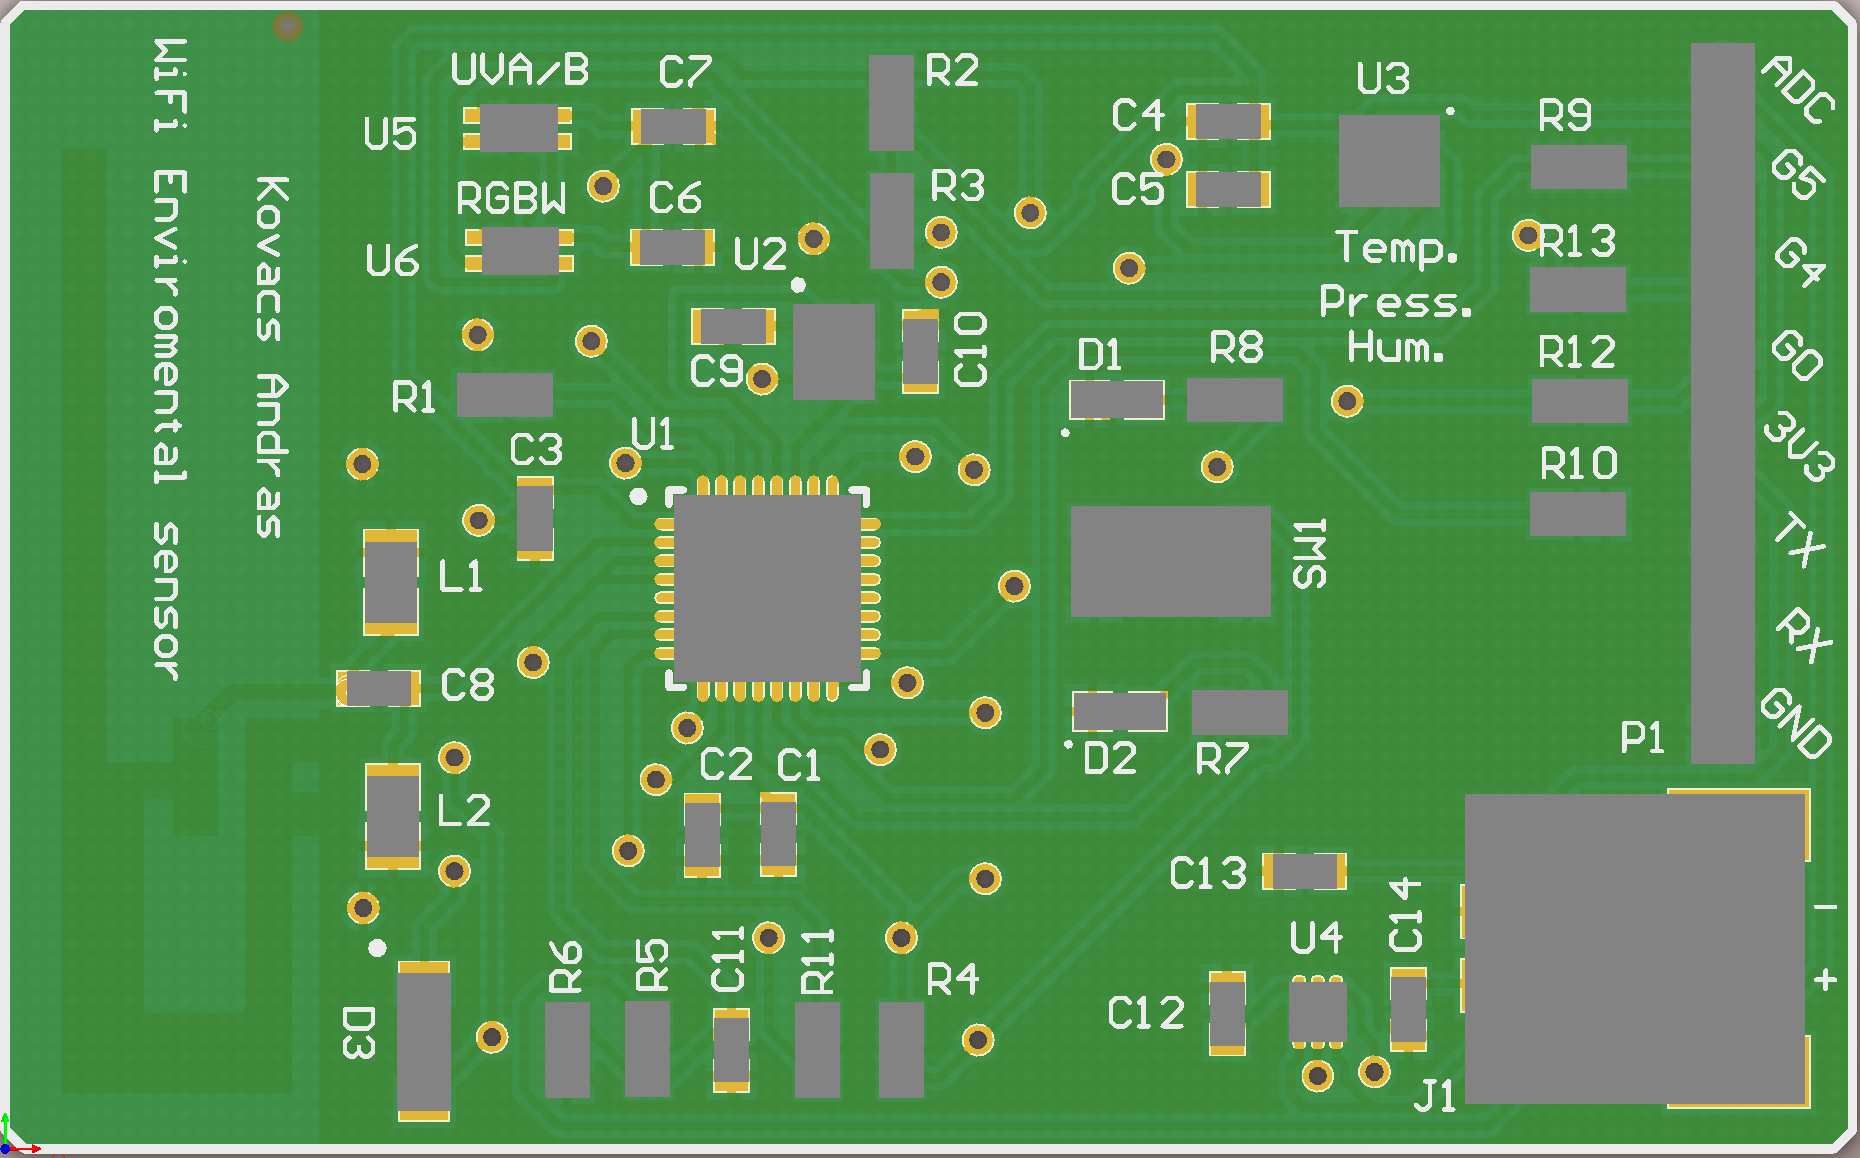 WiFi Enviromental sensor
Kovacs Andras
UVA/B
U5
C7
R2
C4
U3
R9
ADC
RGBW
U6
C6
R3
C5
U2
Temp.
Press.
Hum.
R13
G5
G4
C9
C10
D1
R8
R12
G0
R1
C3
U1
R10
3V3
SW1
TX
L1
C8
RX
D2
R7
P1
GND
L2
C2
C1
C13
C14
U4
-
+
D3
R6
R5
C11
R11
R4
C12
J1